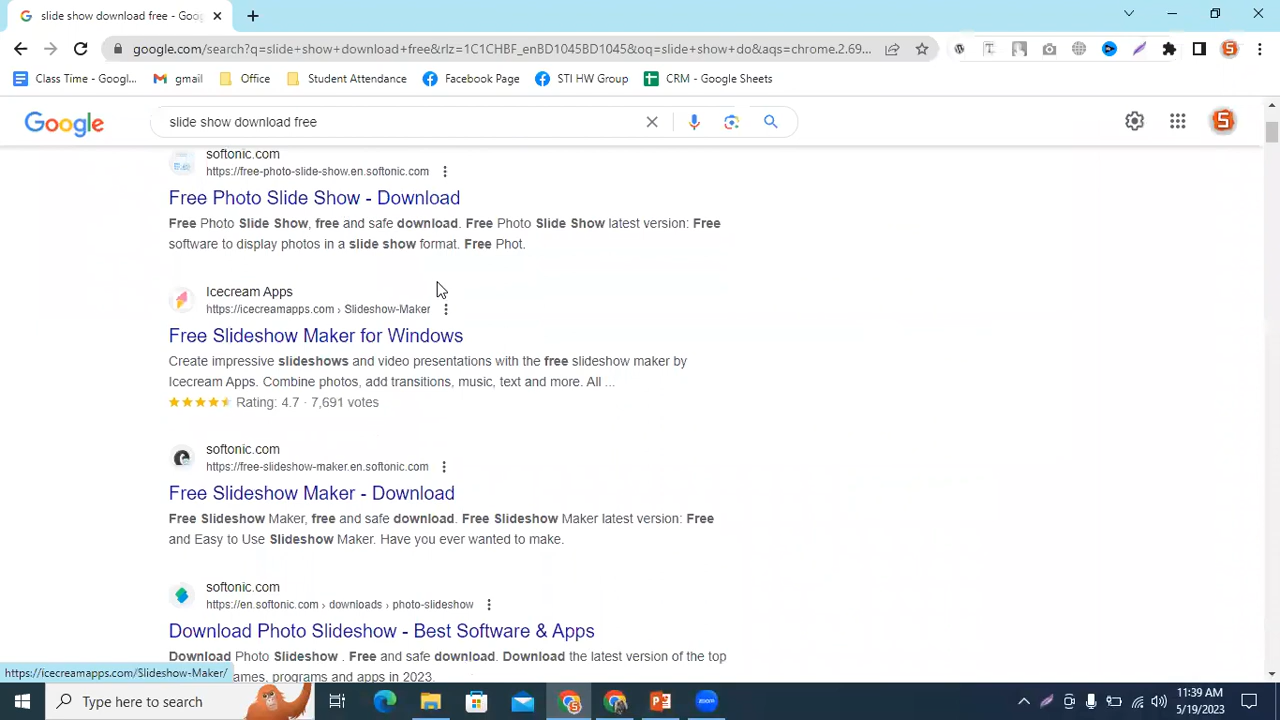 slide show download free - Goo
google.com/search?q=slide+show+download+free&rlz=1C1CHBF_enBD1045BD1045&oq=slide+show+do&aqs=chrome.2.69...
Class Time - Googl...
gmail
Office
Student Attendance
Facebook Page
STI HW Group
CRM - Google Sheets
Google
slide show download free
softonic.com
https://free-photo-slide-show.en.softonic.com
Free Photo Slide Show - Download
Free Photo Slide Show, free and safe download. Free Photo Slide Show latest version: Free
software to display photos in a slide show format. Free Phot.
Icecream Apps
https://icecreamapps.com › Slideshow-Maker
Free Slideshow Maker for Windows
Create impressive slideshows and video presentations with the free slideshow maker by
Icecream Apps. Combine photos, add transitions, music, text and more. All ...
Rating: 4.7 · 7,691 votes
softonic.com
https://free-slideshow-maker.en.softonic.com
Free Slideshow Maker - Download
Free Slideshow Maker, free and safe download. Free Slideshow Maker latest version: Free
and Easy to Use Slideshow Maker. Have you ever wanted to make.
softonic.com
https://en.softonic.com › downloads › photo-slideshow
Download Photo Slideshow - Best Software & Apps
Download Photo Slideshow . Free and safe download. Download the latest version of the top
ames, programs and apps in 2023.
https://icecreamapps.com/Slideshow-Maker/
Type here to search
11:39 AM
5/19/2023